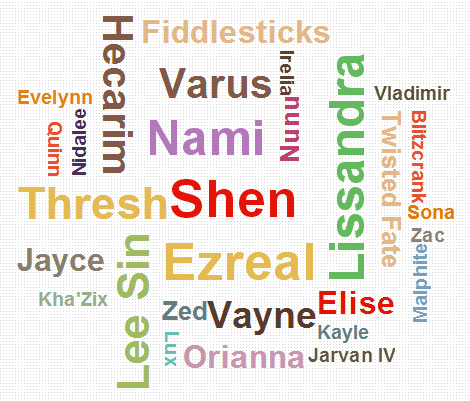 Fiddlesticks
Hecarim
Irelia
Varus
Lissandra
Vladimir
Evelynn
Nunu
Nidalee
Quinn
Nami
Twisted Fate
Blitzcrank
Thresh
Shen
Sona
Zac
Jayce
Lee Sin
Ezreal
Malphite
Kha'Zix
Zed
Vayne
Elise
Kayle
Lux
Orianna
Jarvan IV